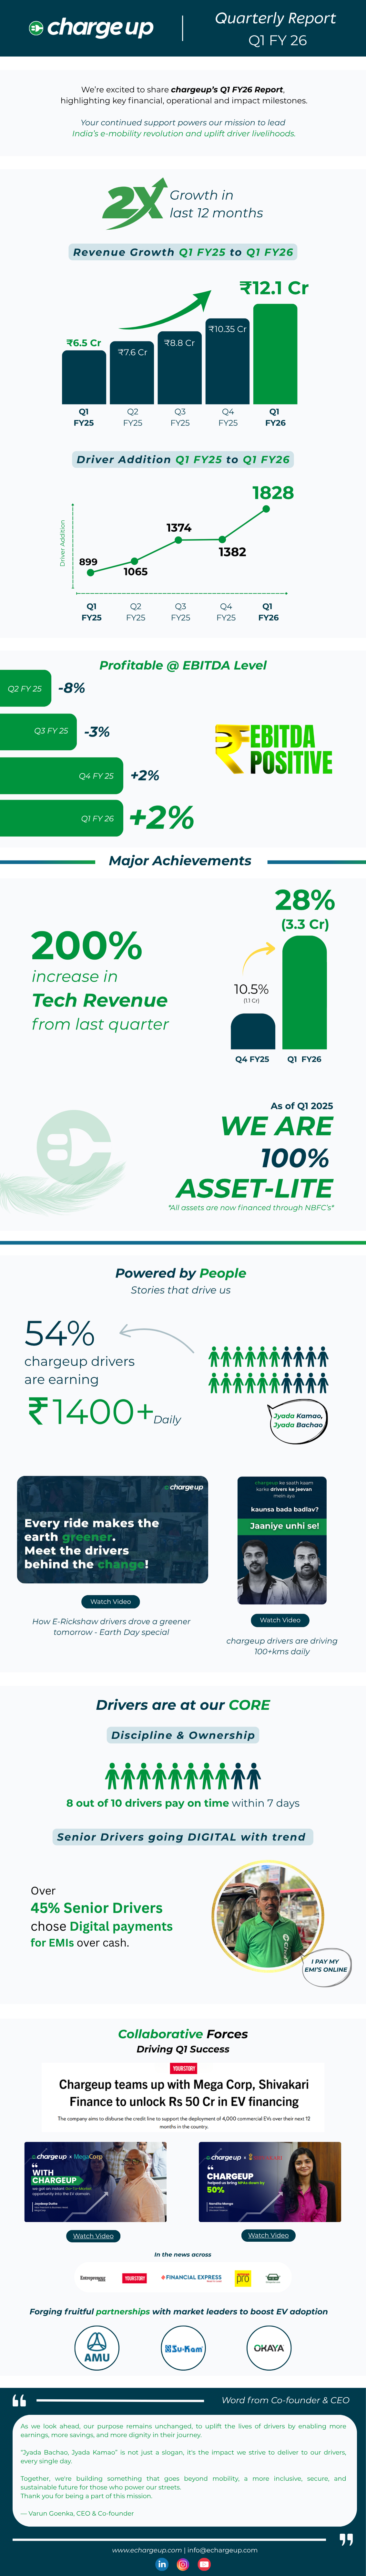 chargeup
Quarterly Report
Q1 FY 26
We're excited to share chargeup's Q1 FY26 Report,
highlighting key financial, operational and impact milestones.
Your continued support powers our mission to lead
India's e-mobility revolution and uplift driver livelihoods.
2X
Growth in
last 12 months
Revenue Growth Q1 FY25 to Q1 FY26
₹12.1 Cr
₹10.35 Cr
₹8.8 Cr
₹6.5 Cr
₹7.6 Cr
Q1 Q2 Q3 Q4 Q1
FY25 FY25 FY25 FY25 FY26
Driver Addition Q1 FY25 to Q1 FY26
1828
1374
1382
899
1065
Driver Addition
Q1 Q2 Q3 Q4 Q1
FY25 FY25 FY25 FY25 FY26
Profitable @ EBITDA Level
Q2 FY 25 -8%
Q3 FY 25 -3%
Q4 FY 25 +2%
Q1 FY 26 +2%
₹EBITDA
POSITIVE
Major Achievements
28%
(3.3 Cr)
200%
increase in
Tech Revenue
from last quarter
10.5%
(1.1 Cr)
Q4 FY25 Q1 FY26
As of Q1 2025
WE ARE
100%
ASSET-LITE
*All assets are now financed through NBFC's*
Powered by People
Stories that drive us
54%
chargeup drivers
are earning
₹1400+ Daily
Jyada Kamao,
Jyada Bachao
chargeup
Every ride makes the
earth greener.
Meet the drivers
behind the change!
Watch Video
How E-Rickshaw drivers drove a greener
tomorrow - Earth Day special
chargeup ke saath kaam
karke drivers ke jeevan
mein aya
kaunsa bada badlav?
Jaaniye unhi se!
Watch Video
chargeup drivers are driving
100+kms daily
Drivers are at our CORE
Discipline & Ownership
8 out of 10 drivers pay on time within 7 days
Senior Drivers going DIGITAL with trend
Over
45% Senior Drivers
chose Digital payments
for EMIs over cash.
I PAY MY
EMI'S ONLINE
Collaborative Forces
Driving Q1 Success
YOURSTORY
Chargeup teams up with Mega Corp, Shivakari
Finance to unlock Rs 50 Cr in EV financing
The company aims to disburse the credit line to support the deployment of 4,000 commercial EVs over their next 12
months in the country.
chargeup x MegaCorp
WITH
CHARGEUP
we got an instant Go-To-Market
opportunity into the EV domain.
chargeup x
CHARGEUP
helped us bring NPAs down by
50%
Watch Video
Watch Video
In the news across
Entrepreneur
YOURSTORY
FINANCIAL EXPRESS
pro
Forging fruitful partnerships with market leaders to boost EV adoption
AMU
Su-Kam
OKAYA
Word from Co-founder & CEO
As we look ahead, our purpose remains unchanged, to uplift the lives of drivers by enabling more
earnings, more savings, and more dignity in their journey.
"Jyada Bachao, Jyada Kamao" is not just a slogan, it's the impact we strive to deliver to our drivers,
every single day.
Together, we're building something that goes beyond mobility, a more inclusive, secure, and
sustainable future for those who power our streets.
Thank you for being a part of this mission.
— Varun Goenka, CEO & Co-founder
www.echargeup.com | info@echargeup.com